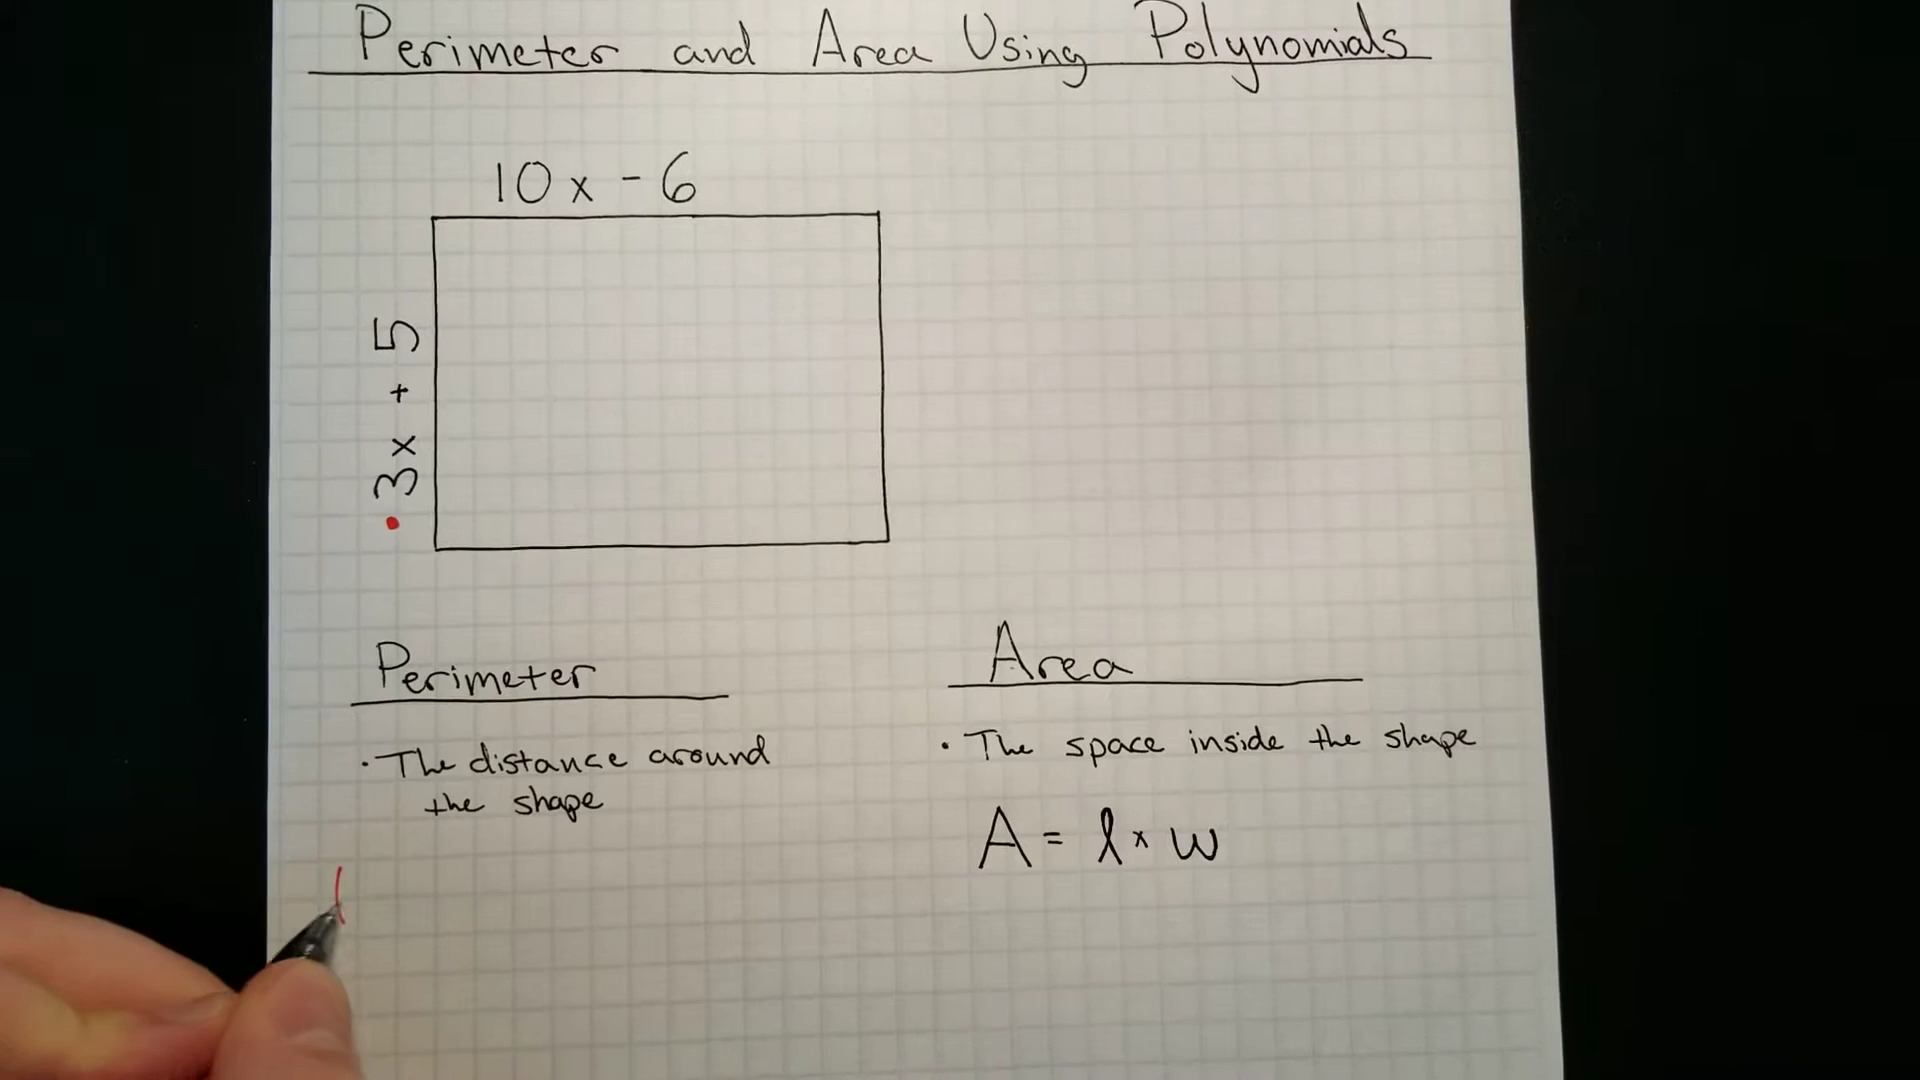 Perimeter and Area Using Polynomials
10x - 6
3x + 5
Perimeter
· The distance around
the shape
Area
· The space inside the shape
A = l × w
(